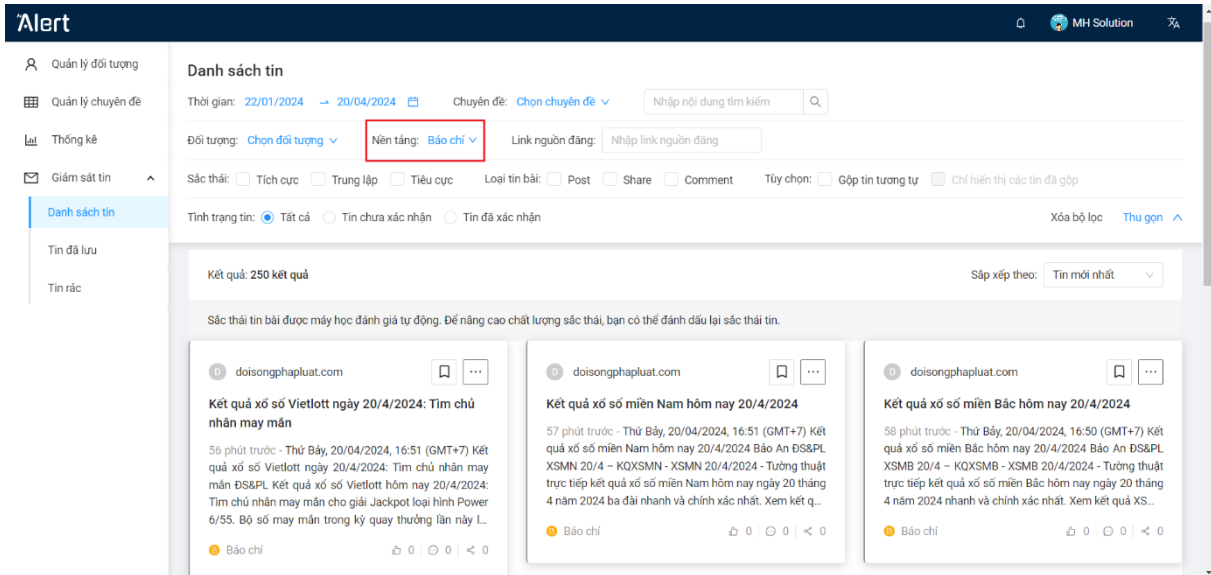 Alert
MH Solution
Quản lý đối tượng
Quản lý chuyên đề
Thống kê
Giám sát tin
Danh sách tin
Tin đã lưu
Tin rác
Danh sách tin
Thời gian: 22/01/2024 → 20/04/2024 Chuyên đề: Chọn chuyên đề Nhập nội dung tìm kiếm
Đối tượng: Chọn đối tượng Nền tảng: Báo chí Link nguồn đăng: Nhập link nguồn đăng
Sắc thái: Tích cực Trung lập Tiêu cực Loại tin bài: Post Share Comment Tùy chọn: Gộp tin tương tự Chỉ hiển thị các tin đã gộp
Tình trạng tin: Tất cả Tin chưa xác nhận Tin đã xác nhận Xóa bộ lọc Thu gọn
Kết quả: 250 kết quả Sắp xếp theo: Tin mới nhất
Sắc thái tin bài được máy học đánh giá tự động. Để nâng cao chất lượng sắc thái, bạn có thể đánh dấu lại sắc thái tin.
D doisongphapluat.com
Kết quả xổ số Vietlott ngày 20/4/2024: Tìm chủ
nhân may mắn
56 phút trước - Thứ Bảy, 20/04/2024, 16:51 (GMT+7) Kết
quả xổ số Vietlott ngày 20/4/2024: Tìm chủ nhân may
mắn ĐS&PL Kết quả xổ số Vietlott hôm nay 20/4/2024:
Tìm chủ nhân may mắn cho giải Jackpot loại hình Power
6/55. Bộ số may mắn trong kỳ quay thưởng lần này l...
Báo chí 0 0 0
D doisongphapluat.com
Kết quả xổ số miền Nam hôm nay 20/4/2024
57 phút trước - Thứ Bảy, 20/04/2024, 16:51 (GMT+7) Kết
quả xổ số miền Nam hôm nay 20/4/2024 Báo An ĐS&PL
XSMN 20/4 – KQXSMN - XSMN 20/4/2024 - Tường thuật
trực tiếp kết quả xổ số miền Nam hôm nay ngày 20 tháng
4 năm 2024 ba đài nhanh và chính xác nhất. Xem kết q...
Báo chí 0 0 0
D doisongphapluat.com
Kết quả xổ số miền Bắc hôm nay 20/4/2024
58 phút trước - Thứ Bảy, 20/04/2024, 16:50 (GMT+7) Kết
quả xổ số miền Bắc hôm nay 20/4/2024 Báo An ĐS&PL
XSMB 20/4 – KQXSMB - XSMB 20/4/2024 - Tường thuật
trực tiếp kết quả xổ số miền Bắc hôm nay ngày 20 tháng
4 năm 2024 nhanh và chính xác nhất. Xem kết quả XS...
Báo chí 0 0 0